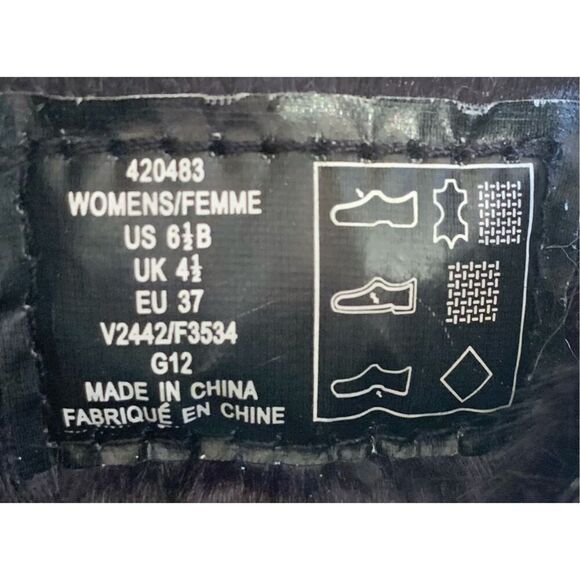 420483
WOMENS/FEMME
US 6½B
UK 4½
EU 37
V2442/F3534
G12
MADE IN CHINA
FABRIQUÉ EN CHINE